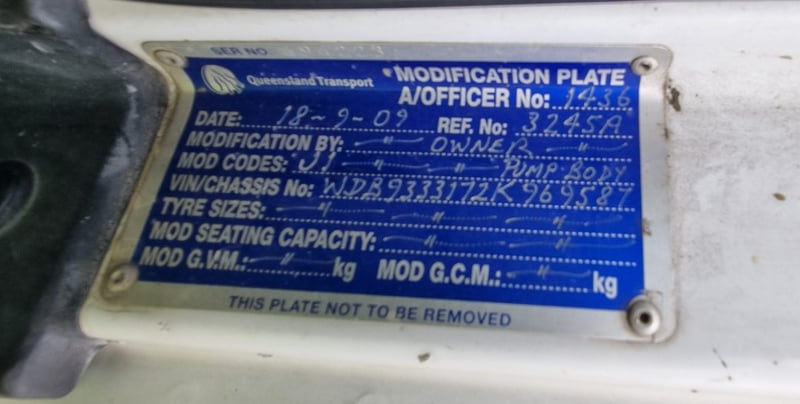 SER NO.
Queensland Transport
MODIFICATION PLATE
A/OFFICER No: 1436
DATE: 18-9-09 REF. No: 3245A
MODIFICATION BY: — " — OWNER — " —
MOD CODES: J1 — " — " — PUMP BODY
VIN/CHASSIS No: WDB9333172K969587
TYRE SIZES: — " — " — " —
MOD SEATING CAPACITY: — " — " —
MOD G.V.M.: — " — kg MOD G.C.M.: — " — kg
THIS PLATE NOT TO BE REMOVED